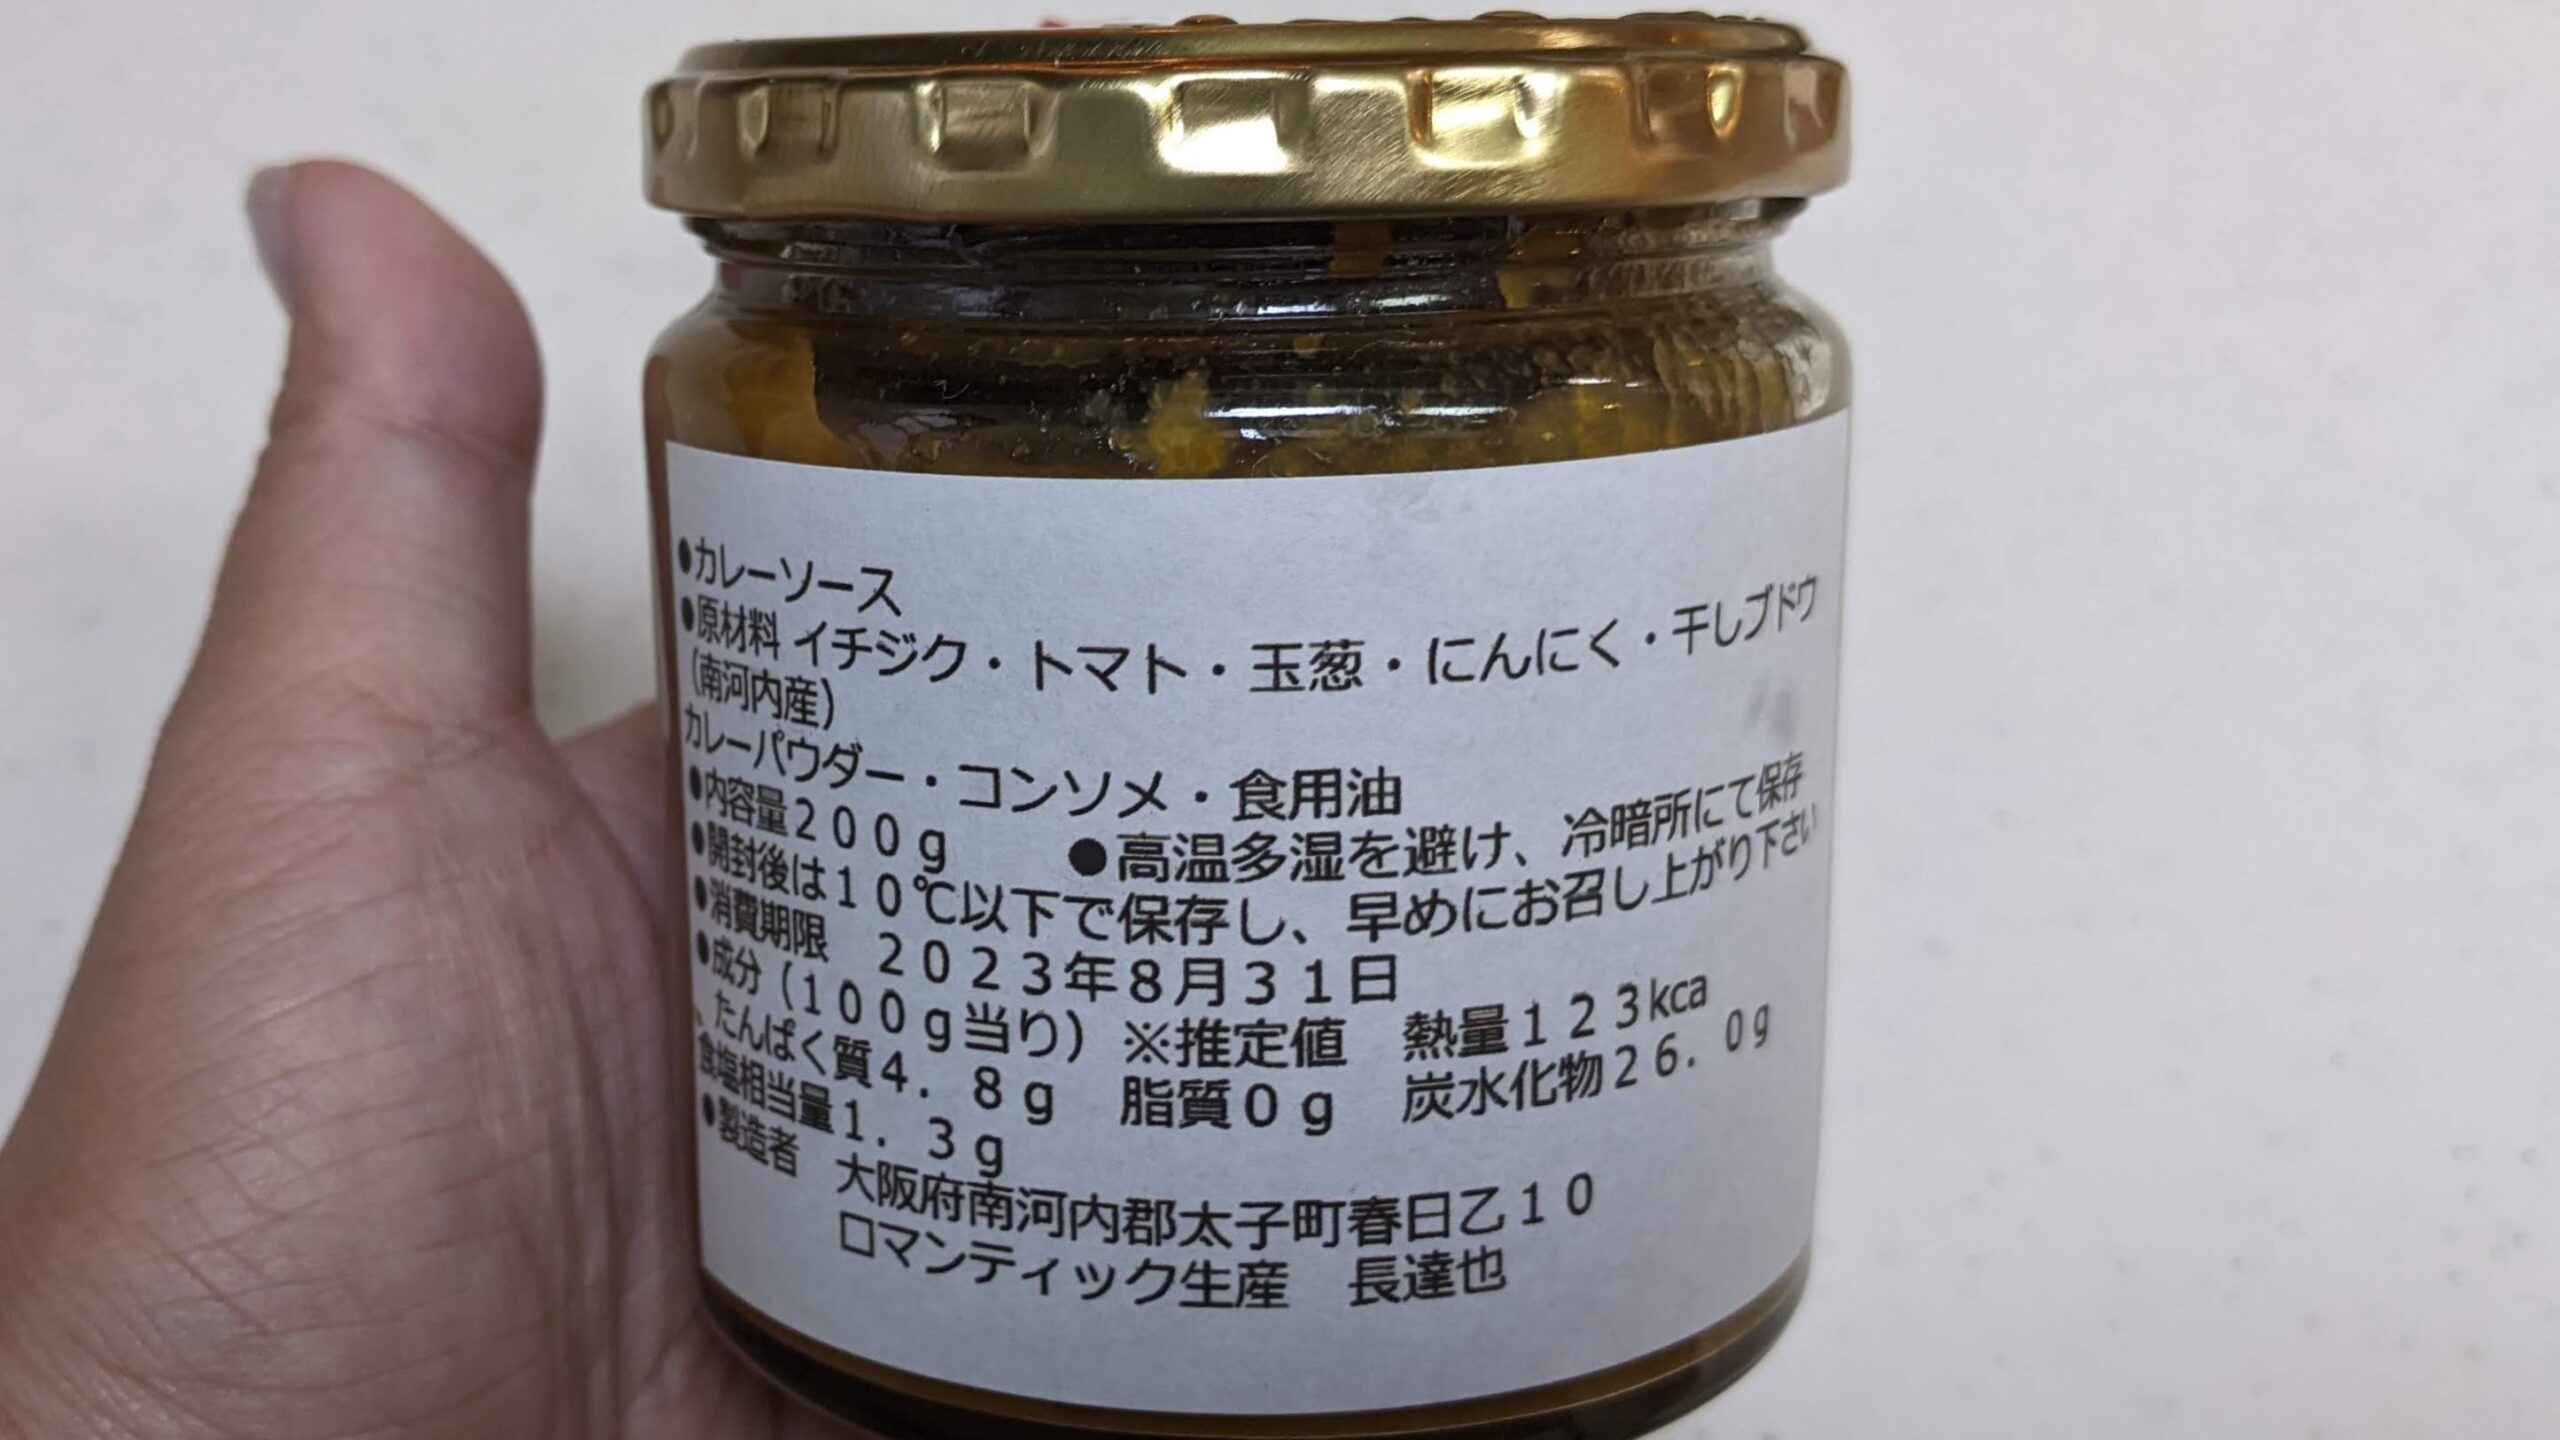 ●カレーソース
●原材料 イチジク・トマト・玉葱・にんにく・干しブドウ
(南河内産)
カレーパウダー・コンソメ・食用油
●内容量200g　●高温多湿を避け、冷暗所にて保存
●開封後は10℃以下で保存し、早めにお召し上がり下さい
●消費期限　2023年8月31日
●成分(100g当り)※推定値　熱量123kca
たんぱく質4.8g　脂質0g　炭水化物26.0g
食塩相当量1.3g
●製造者　大阪府南河内郡太子町春日乙10
ロマンティック生産　長達也